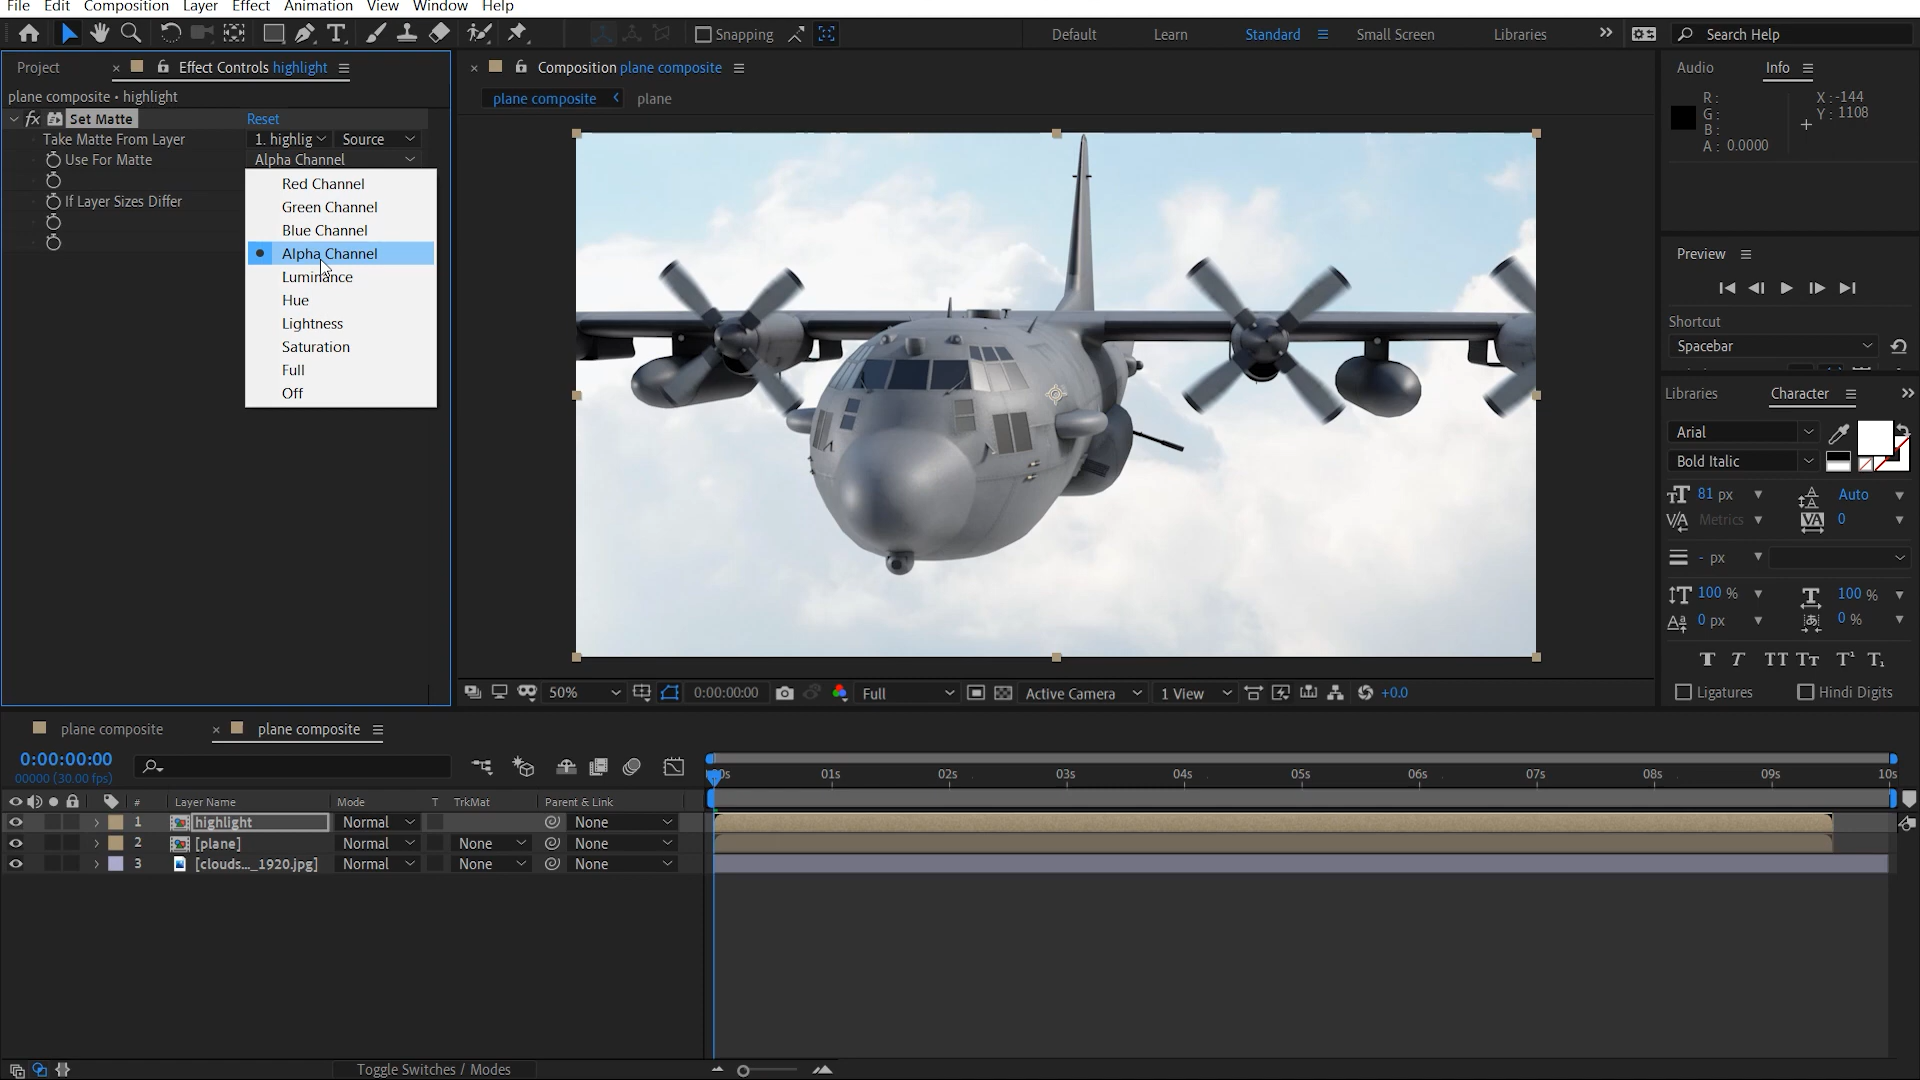 File Edit Composition Layer Effect Animation View Window Help
Snapping Default Learn Standard Small Screen Libraries Search Help
Project Effect Controls highlight
Composition plane composite
Audio Info
plane composite • highlight
plane composite plane
fx Set Matte Reset
Take Matte From Layer 1. highlig Source
Use For Matte Alpha Channel
If Layer Sizes Differ
Red Channel
Green Channel
Blue Channel
Alpha Channel
Luminance
Hue
Lightness
Saturation
Full
Off
R:
G:
B:
A: 0.0000
X: -144
Y: 1108
Preview
Shortcut
Spacebar
Libraries Character
Arial
Bold Italic
81 px Auto
Metrics 0
- px
100 % 100 %
0 px 0 %
T T TT Tт T¹ T₁
Ligatures Hindi Digits
50% 0:00:00:00 Full Active Camera 1 View +0.0
plane composite plane composite
0:00:00:00
00000 (30.00 fps)
01s 02s 03s 04s 05s 06s 07s 08s 09s 10s
# Layer Name Mode T TrkMat Parent & Link
1 highlight Normal None
2 [plane] Normal None None
3 [clouds..._1920.jpg] Normal None None
Toggle Switches / Modes